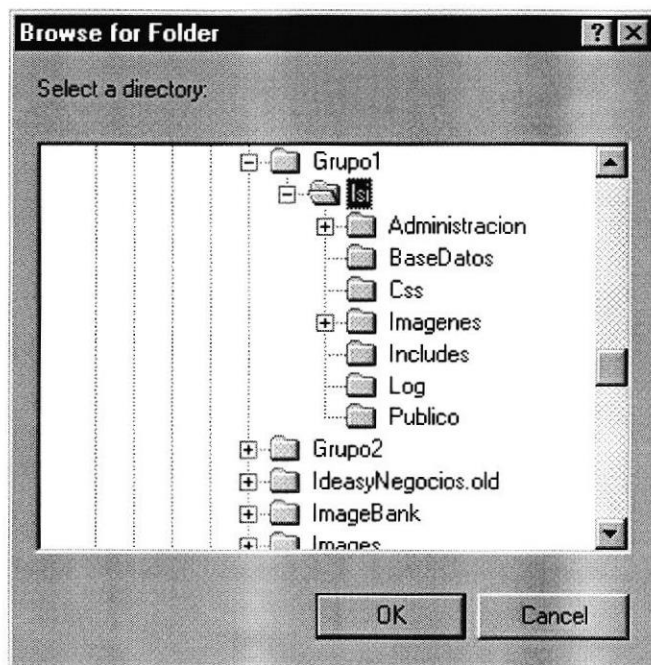 Browse for Folder
Select a directory:
Grupo1
Isi
Administracion
BaseDatos
Css
Imagenes
Includes
Log
Publico
Grupo2
IdeasyNegocios.old
ImageBank
Images
OK
Cancel